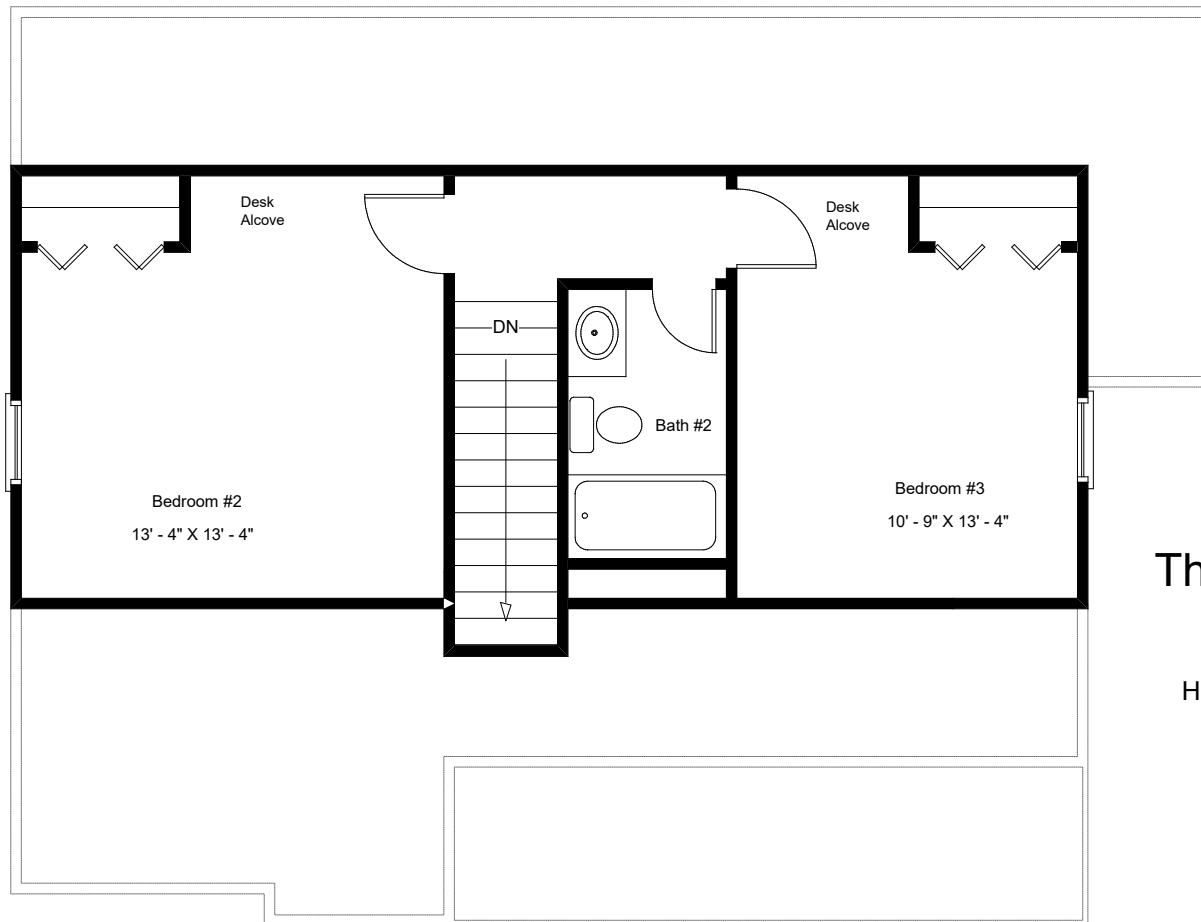 Desk
Alcove
Desk
Alcove
DN
Bath #2
Bedroom #2
13' - 4" X 13' - 4"
Bedroom #3
10' - 9" X 13' - 4"
Th
H